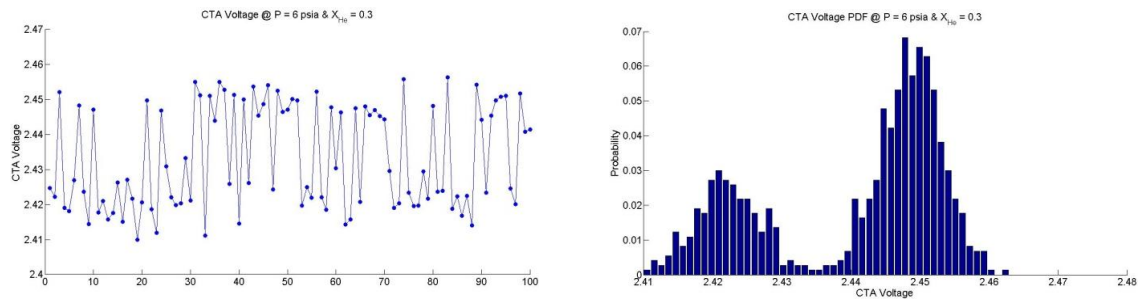 CTA Voltage @ P = 6 psia & X_He = 0.3
2.47
2.46
2.45
2.44
2.43
2.42
2.41
2.4
CTA Voltage
0 10 20 30 40 50 60 70 80 90 100
CTA Voltage PDF @ P = 6 psia & X_He = 0.3
0.07
0.06
0.05
0.04
0.03
0.02
0.01
0
Probability
2.41 2.42 2.43 2.44 2.45 2.46 2.47 2.48
CTA Voltage